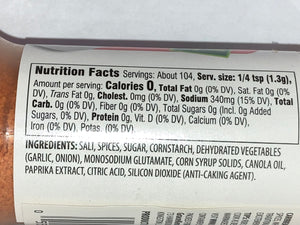 Nutrition Facts Servings: About 104, Serv. size: 1/4 tsp (1.3g),
Amount per serving: Calories 0, Total Fat 0g (0% DV), Sat. Fat 0g (0%
DV), Trans Fat 0g, Cholest. 0mg (0% DV), Sodium 340mg (15% DV), Total
Carb. 0g (0% DV), Fiber 0g (0% DV), Total Sugars 0g (Incl. 0g Added
Sugars, 0% DV), Protein 0g, Vit. D (0% DV), Calcium (0% DV),
Iron (0% DV), Potas. (0% DV).
INGREDIENTS: SALT, SPICES, SUGAR, CORNSTARCH, DEHYDRATED VEGETABLES
(GARLIC, ONION), MONOSODIUM GLUTAMATE, CORN SYRUP SOLIDS, CANOLA OIL,
PAPRIKA EXTRACT, CITRIC ACID, SILICON DIOXIDE (ANTI-CAKING AGENT).